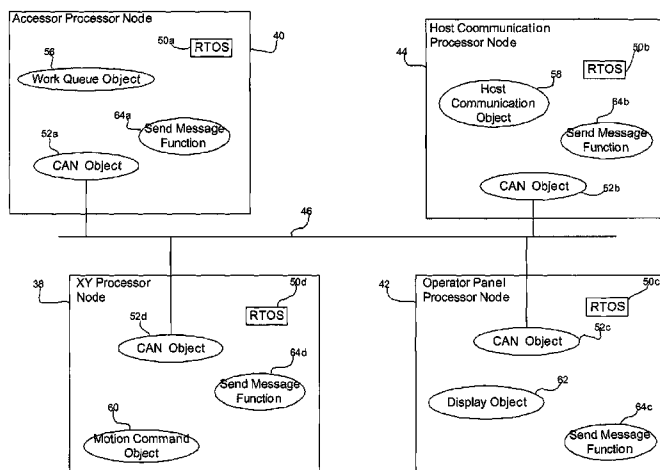 Accessor Processor Node
56
50a
RTOS
40
Work Queue Object
64a
Send Message
Function
52a
CAN Object
Host Coommunication
Processor Node
44
50b
RTOS
58
Host
Communication
Object
64b
Send Message
Function
CAN Object
52b
46
38
XY Processor
Node
50d
RTOS
52d
CAN Object
64d
Send Message
Function
60
Motion Command
Object
42
Operator Panel
Processor Node
50c
RTOS
CAN Object
52c
62
Display Object
64c
Send Message
Function